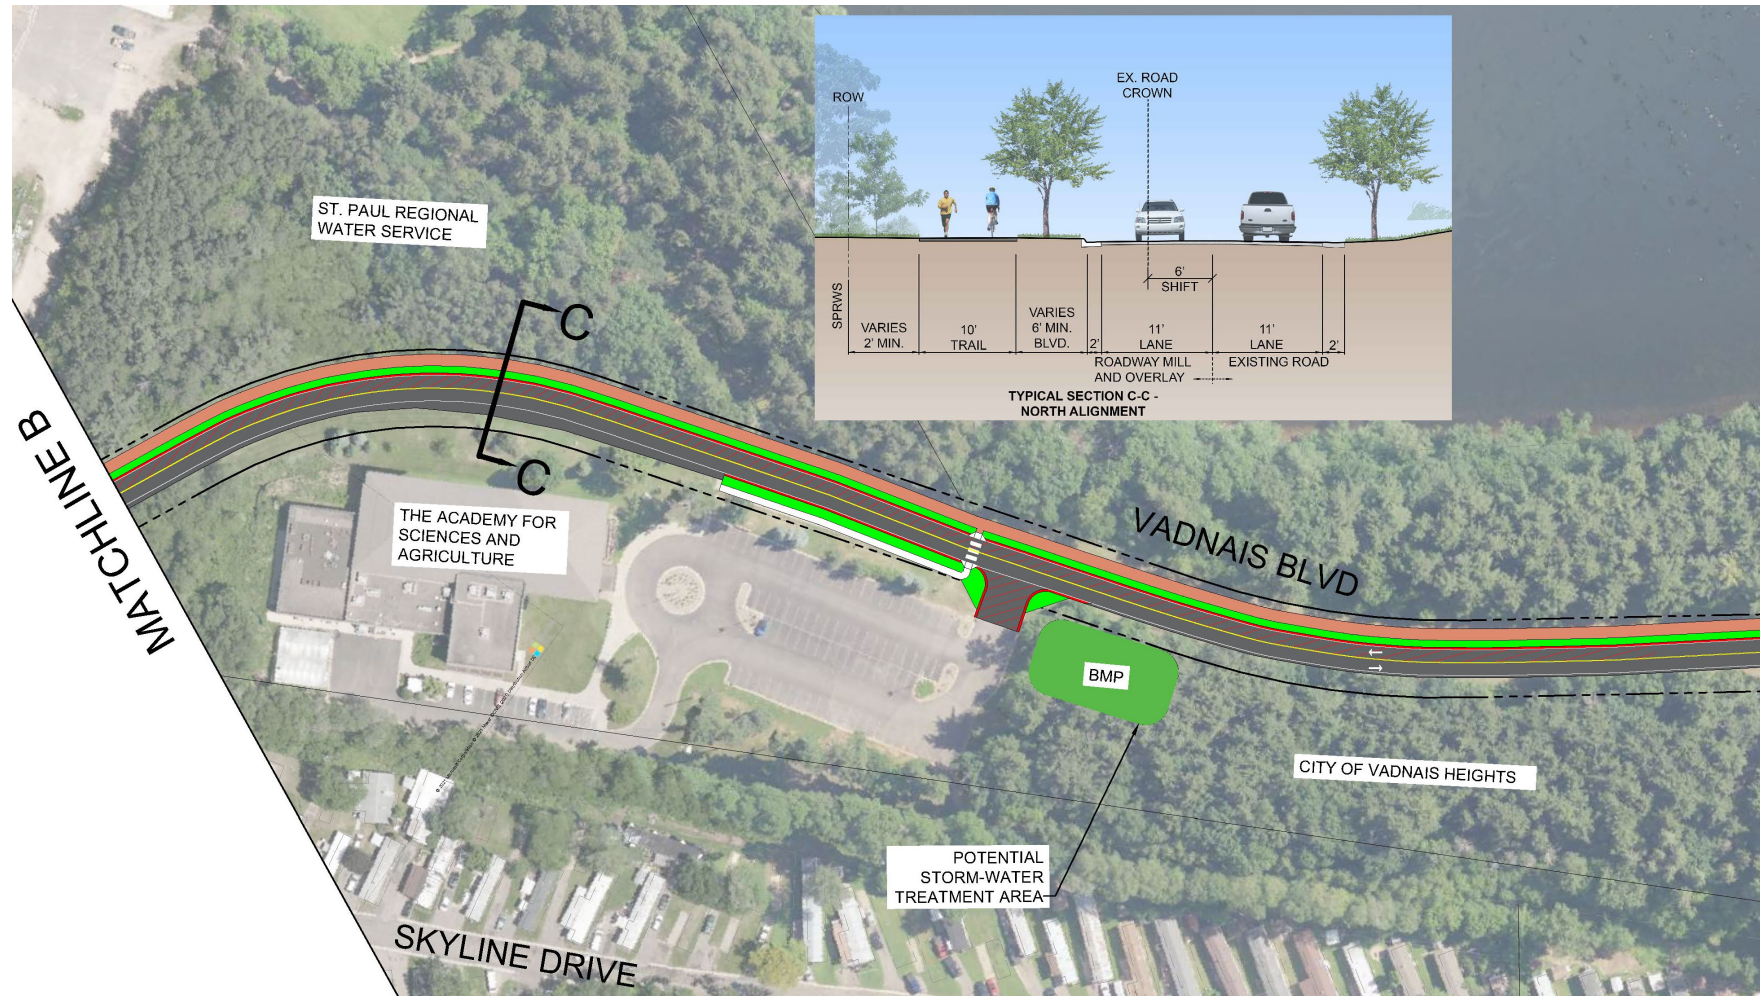 ST. PAUL REGIONAL
WATER SERVICE
ROW
EX. ROAD
CROWN
6'
SHIFT
SPRWS
VARIES
2' MIN.
10'
TRAIL
VARIES
6' MIN.
BLVD.
2'
11'
LANE
11'
LANE
2'
ROADWAY MILL
AND OVERLAY
EXISTING ROAD
TYPICAL SECTION C-C -
NORTH ALIGNMENT
C
C
MATCHLINE B
THE ACADEMY FOR
SCIENCES AND
AGRICULTURE
VADNAIS BLVD
BMP
CITY OF VADNAIS HEIGHTS
POTENTIAL
STORM-WATER
TREATMENT AREA
SKYLINE DRIVE